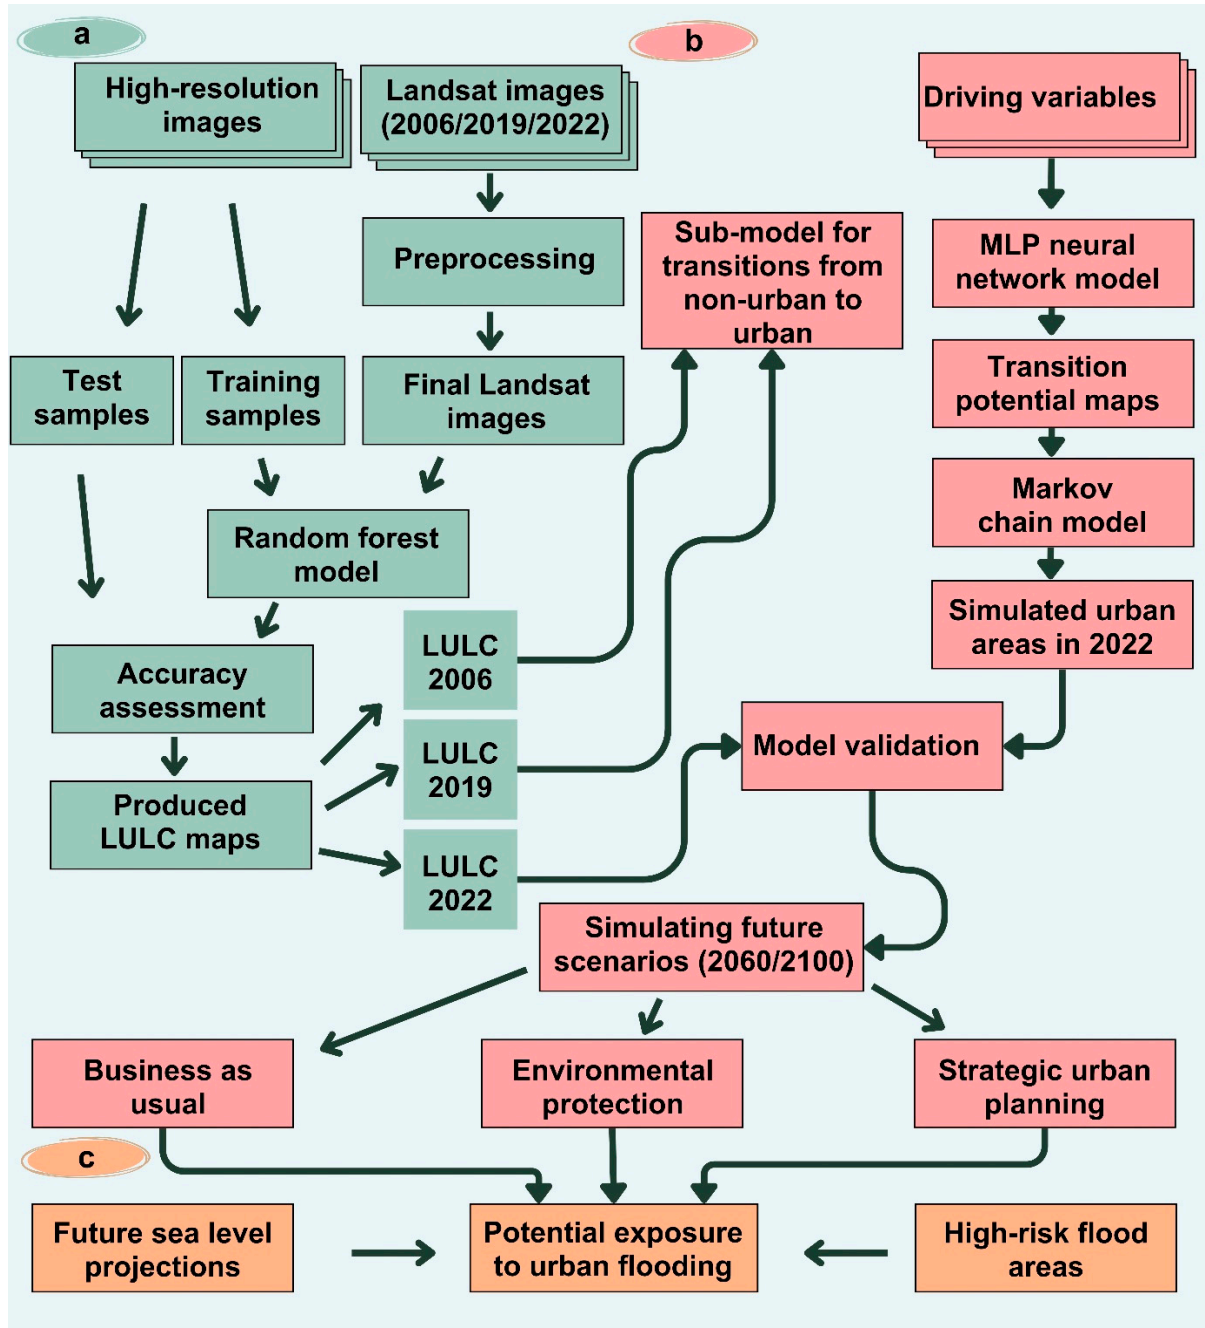 a
High-resolution
images
Landsat images
(2006/2019/2022)
Preprocessing
Test
samples
Training
samples
Final Landsat
images
Random forest
model
Accuracy
assessment
Produced
LULC maps
LULC
2006
LULC
2019
LULC
2022
b
Sub-model for
transitions from
non-urban to
urban
Driving variables
MLP neural
network model
Transition
potential maps
Markov
chain model
Simulated urban
areas in 2022
Model validation
Simulating future
scenarios (2060/2100)
Business as
usual
Environmental
protection
Strategic urban
planning
c
Future sea level
projections
Potential exposure
to urban flooding
High-risk flood
areas